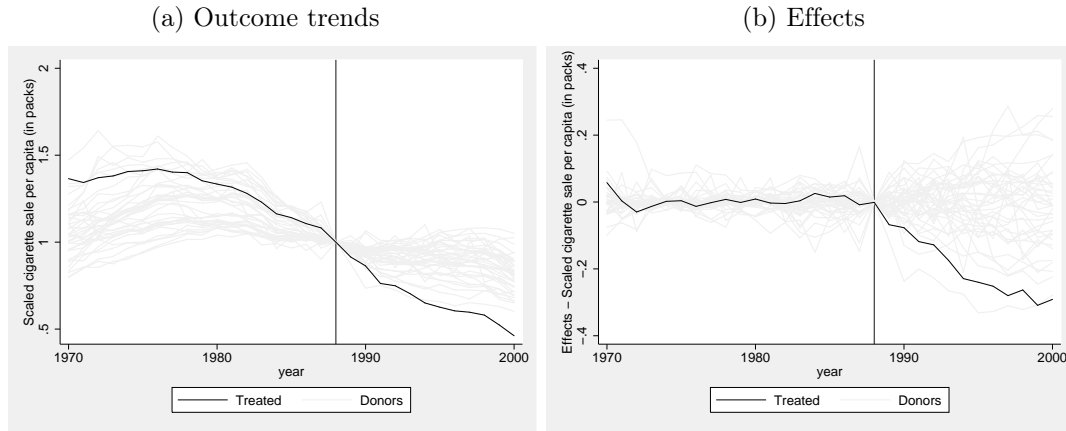 (a) Outcome trends
Scaled cigarette sale per capita (in packs)
2
1.5
1
.5
1970 1980 1990 2000
year
Treated Donors
(b) Effects
Effects − Scaled cigarette sale per capita (in packs)
.4
.2
0
−.2
−.4
1970 1980 1990 2000
year
Treated Donors